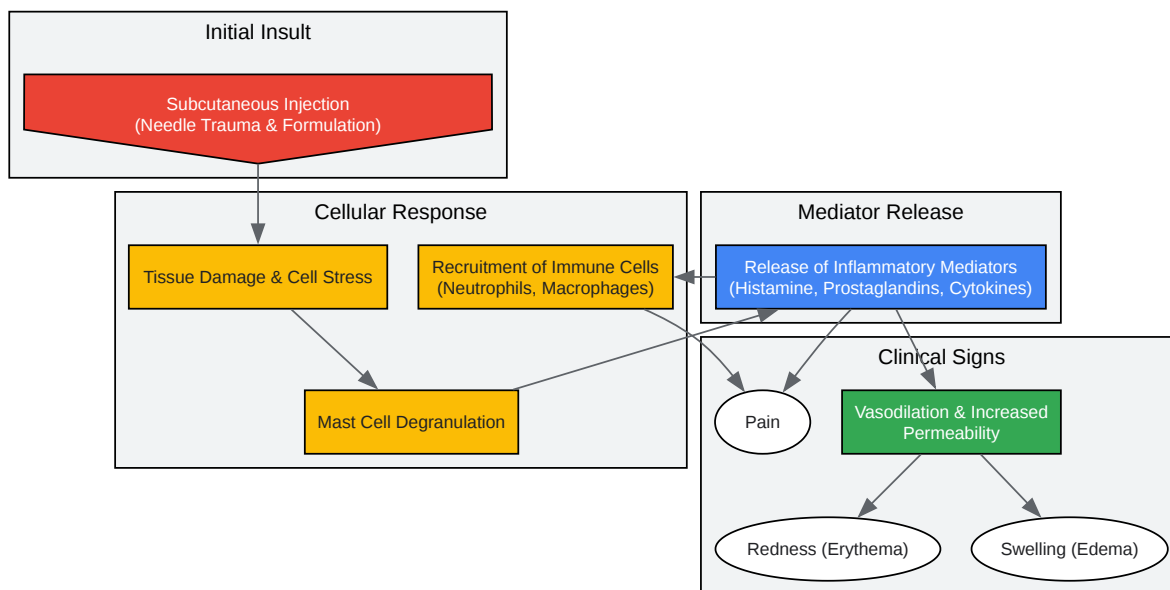 Initial Insult
Subcutaneous Injection
(Needle Trauma & Formulation)
Cellular Response
Tissue Damage & Cell Stress
Recruitment of Immune Cells
(Neutrophils, Macrophages)
Mast Cell Degranulation
Mediator Release
Release of Inflammatory Mediators
(Histamine, Prostaglandins, Cytokines)
Clinical Signs
Pain
Vasodilation & Increased
Permeability
Redness (Erythema)
Swelling (Edema)